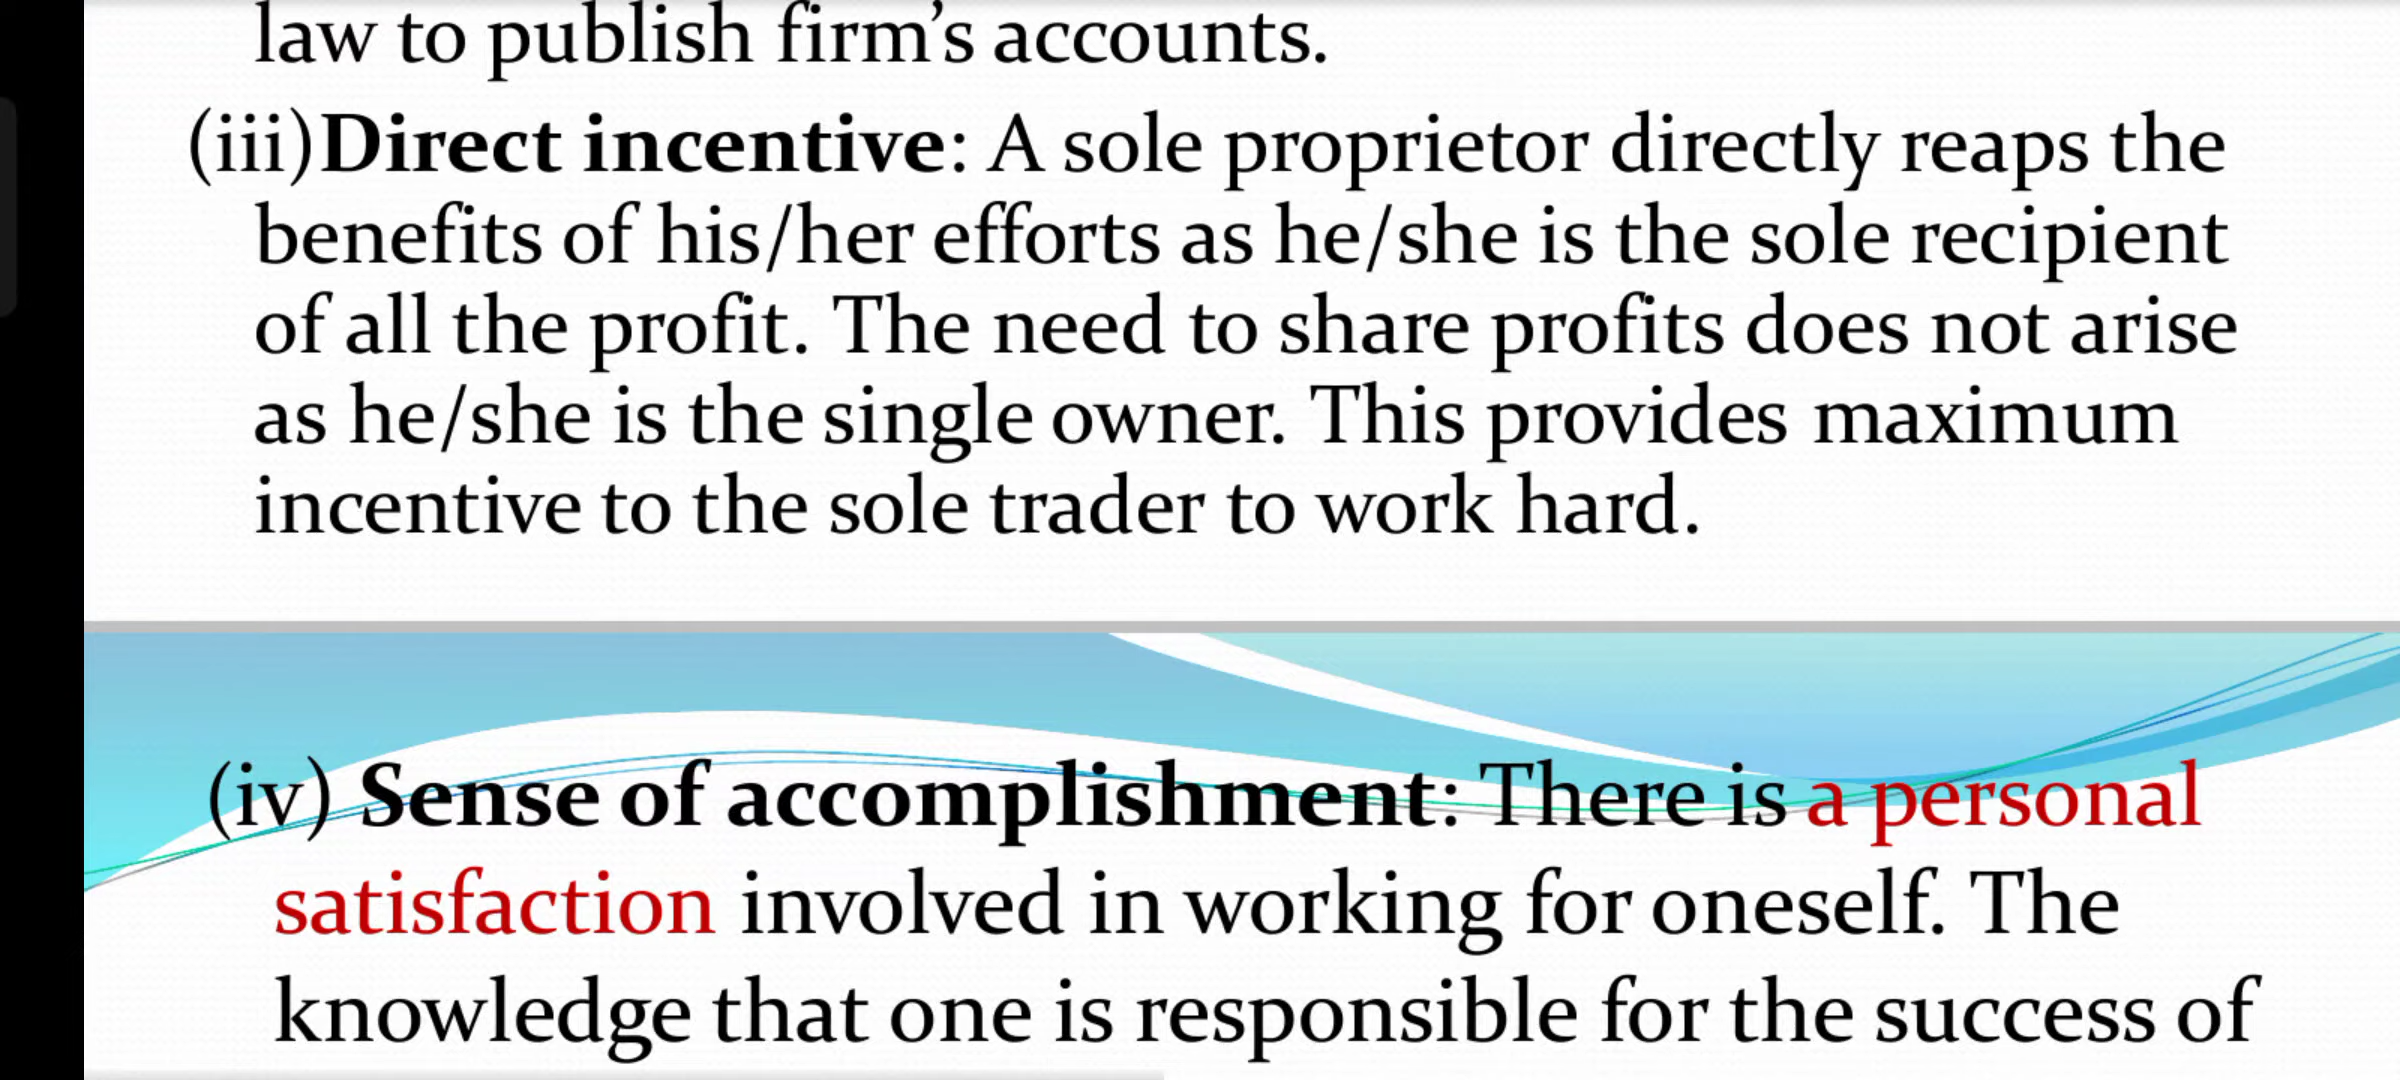 law to publish firm’s accounts.
(iii)Direct incentive: A sole proprietor directly reaps the
benefits of his/her efforts as he/she is the sole recipient
of all the profit. The need to share profits does not arise
as he/she is the single owner. This provides maximum
incentive to the sole trader to work hard.
(iv) Sense of accomplishment: There is a personal
satisfaction involved in working for oneself. The
knowledge that one is responsible for the success of